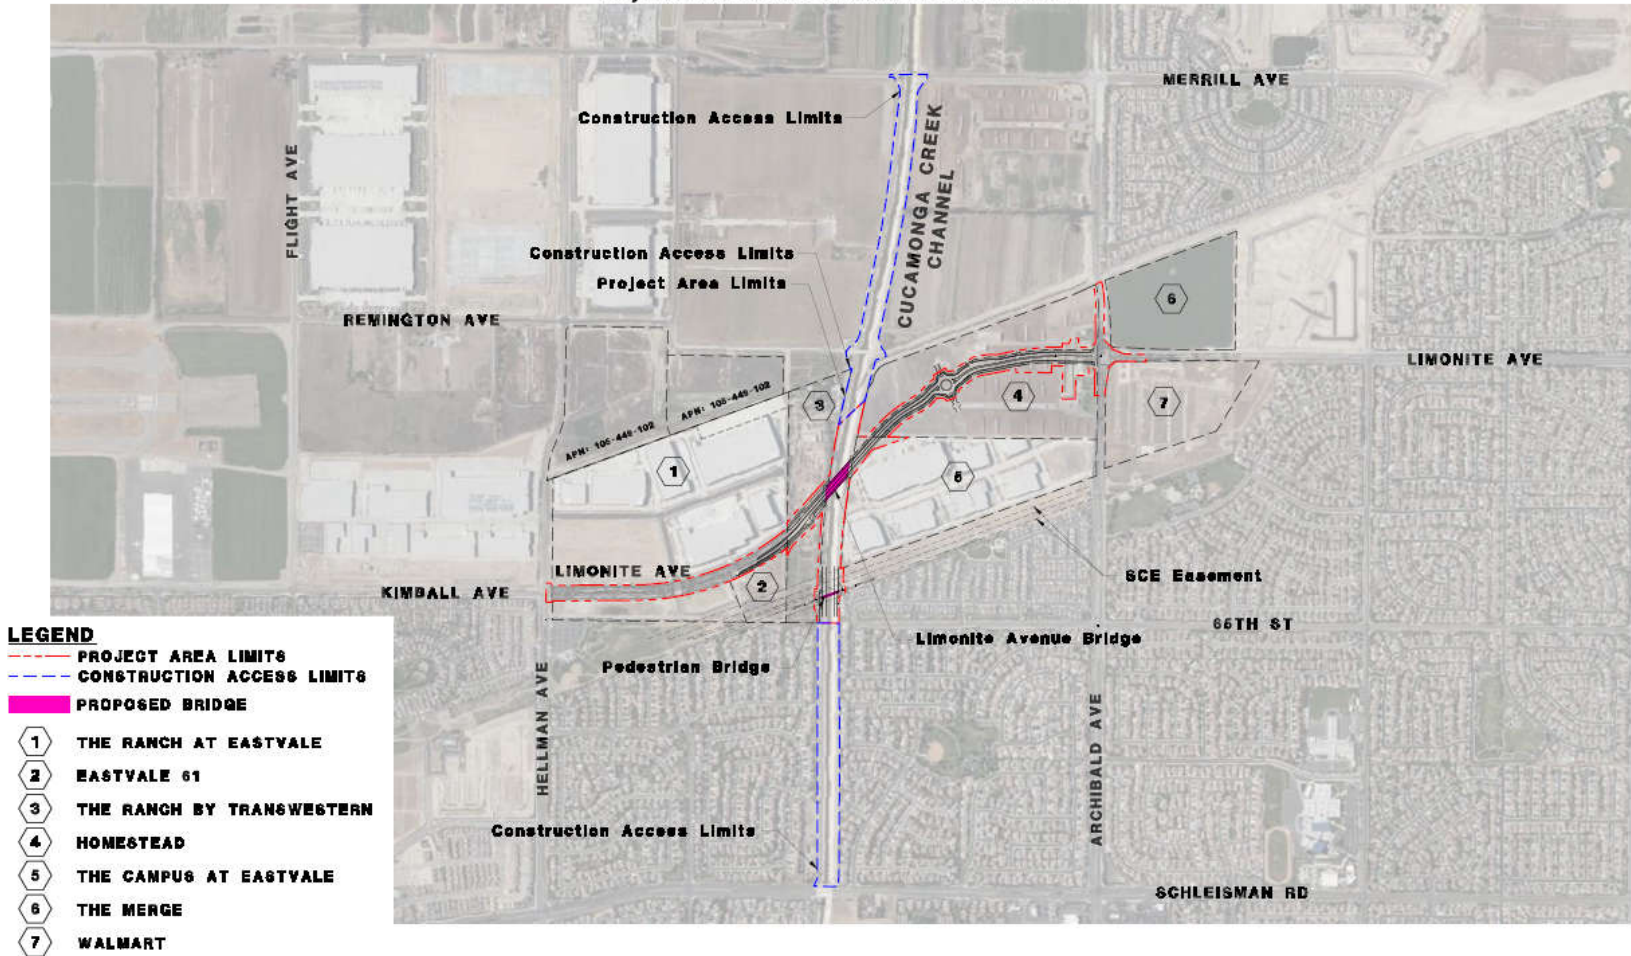 MERRILL AVE
Construction Access Limits
CUCAMONGA CREEK
CHANNEL
FLIGHT AVE
Construction Access Limits
Project Area Limits
6
REMINGTON AVE
LIMONITE AVE
APN: 105-449-102
APN: 105-449-102
3
4
7
1
5
LIMONITE AVE
KIMBALL AVE
2
SCE Easement
65TH ST
Limonite Avenue Bridge
Pedestrian Bridge
HELLMAN AVE
ARCHIBALD AVE
Construction Access Limits
SCHLEISMAN RD
LEGEND
PROJECT AREA LIMITS
CONSTRUCTION ACCESS LIMITS
PROPOSED BRIDGE
1 THE RANCH AT EASTVALE
2 EASTVALE 61
3 THE RANCH BY TRANSWESTERN
4 HOMESTEAD
5 THE CAMPUS AT EASTVALE
6 THE MERGE
7 WALMART